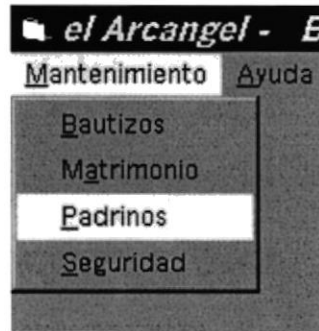 el Arcangel - E
Mantenimiento Ayuda
Bautizos
Matrimonio
Padrinos
Seguridad